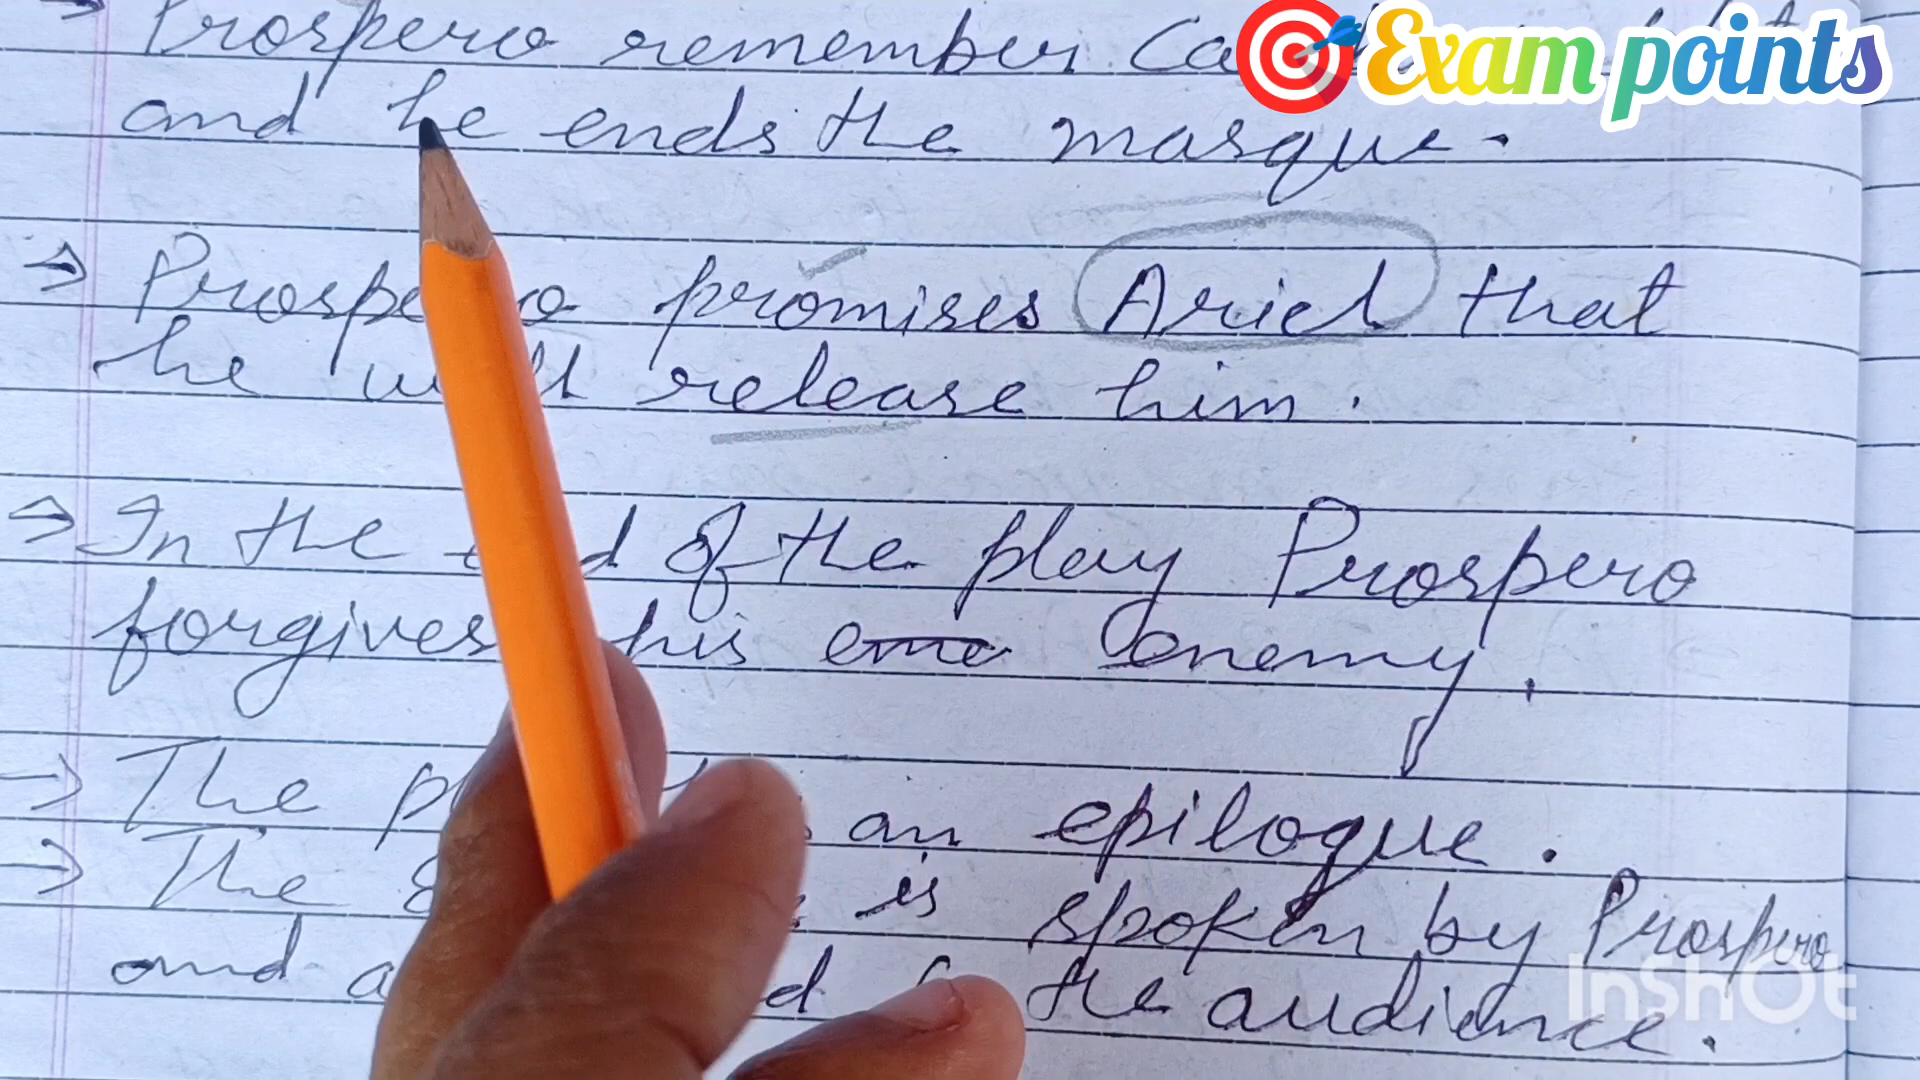 → Prospero remember
Exam points
and he ends the masque.
→ Prospero promises Ariel that
he will release him.
→ In the end of the play Prospero
forgives his enemy.
→ The an epilogue.
→ The is spoken by Prospero
and the audience.
InShOt